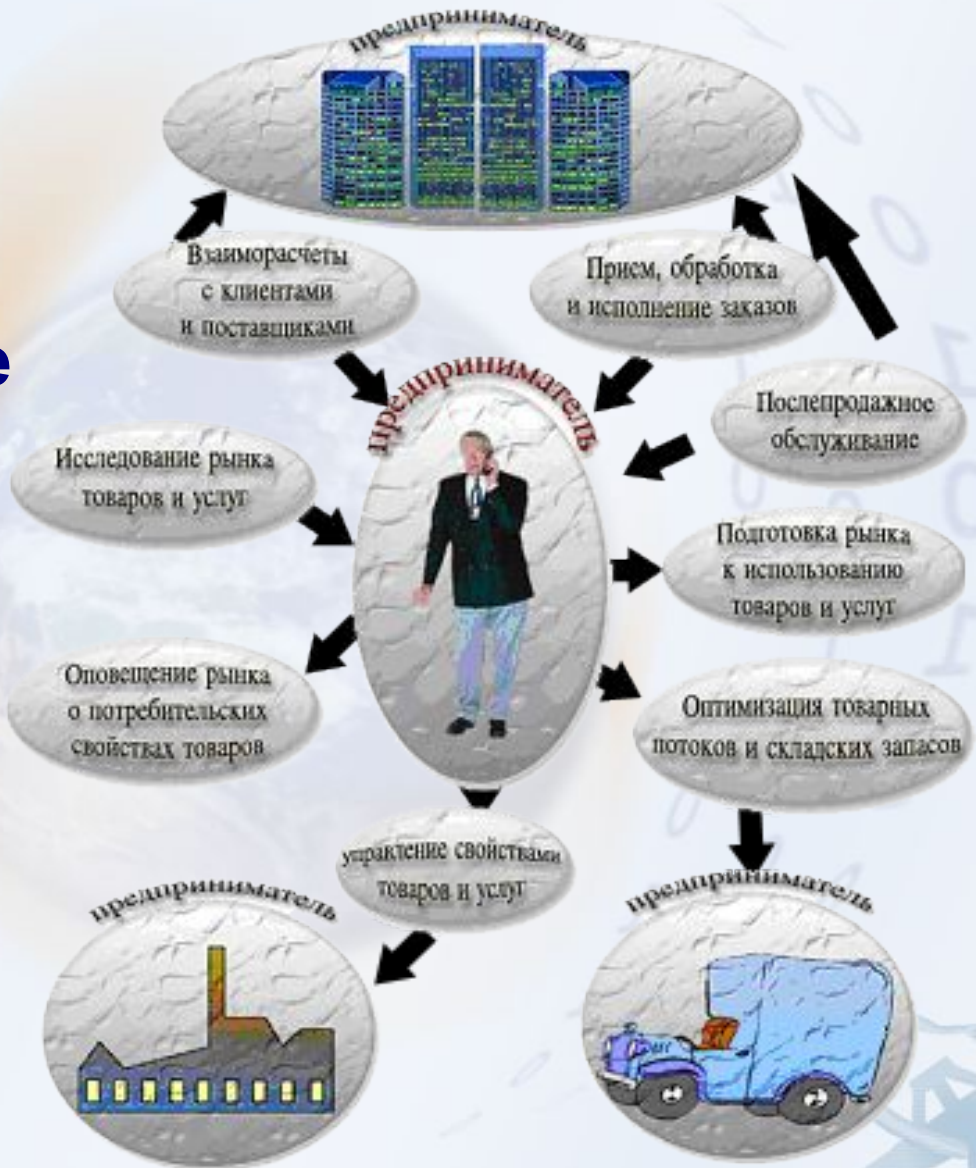 предприниматель
Взаиморасчеты
с клиентами
и поставщиками
Прием, обработка
и исполнение заказов
е
предприниматель
Послепродажное
обслуживание
Исследование рынка
товаров и услуг
Подготовка рынка
к использованию
товаров и услуг
Оповещение рынка
о потребительских
свойствах товаров
Оптимизация товарных
потоков и складских запасов
управление свойствами
товаров и услуг
предприниматель
предприниматель